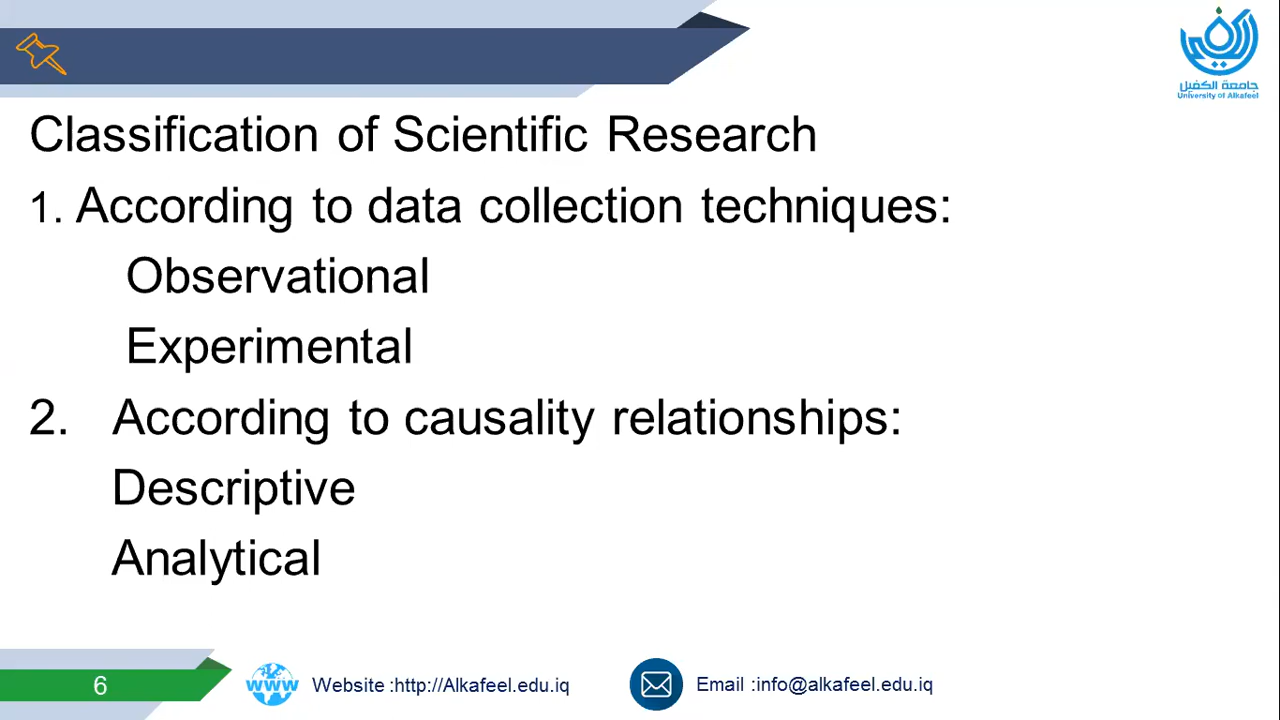 جامعة الكفيل
University of Alkafeel
Classification of Scientific Research
1. According to data collection techniques:
Observational
Experimental
2. According to causality relationships:
Descriptive
Analytical
6
www
Website :http://Alkafeel.edu.iq
Email :info@alkafeel.edu.iq